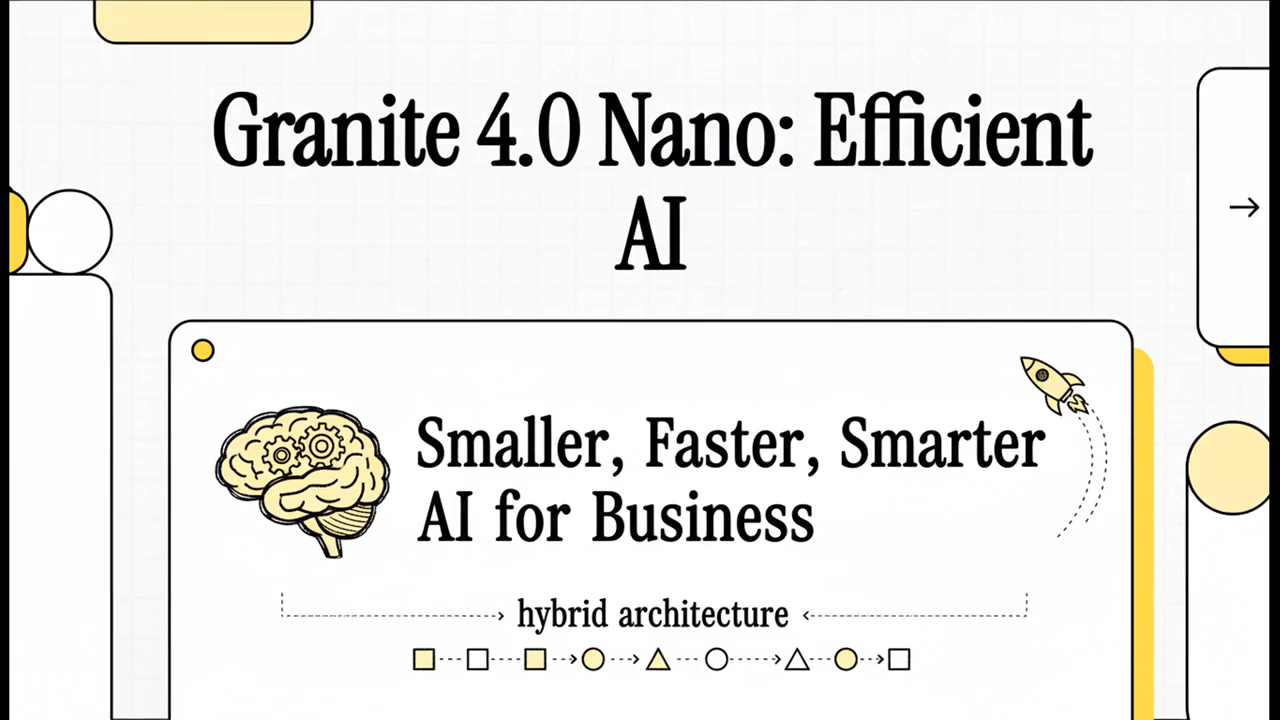 Granite 4.0 Nano: Efficient
AI
Smaller, Faster, Smarter
AI for Business
hybrid architecture